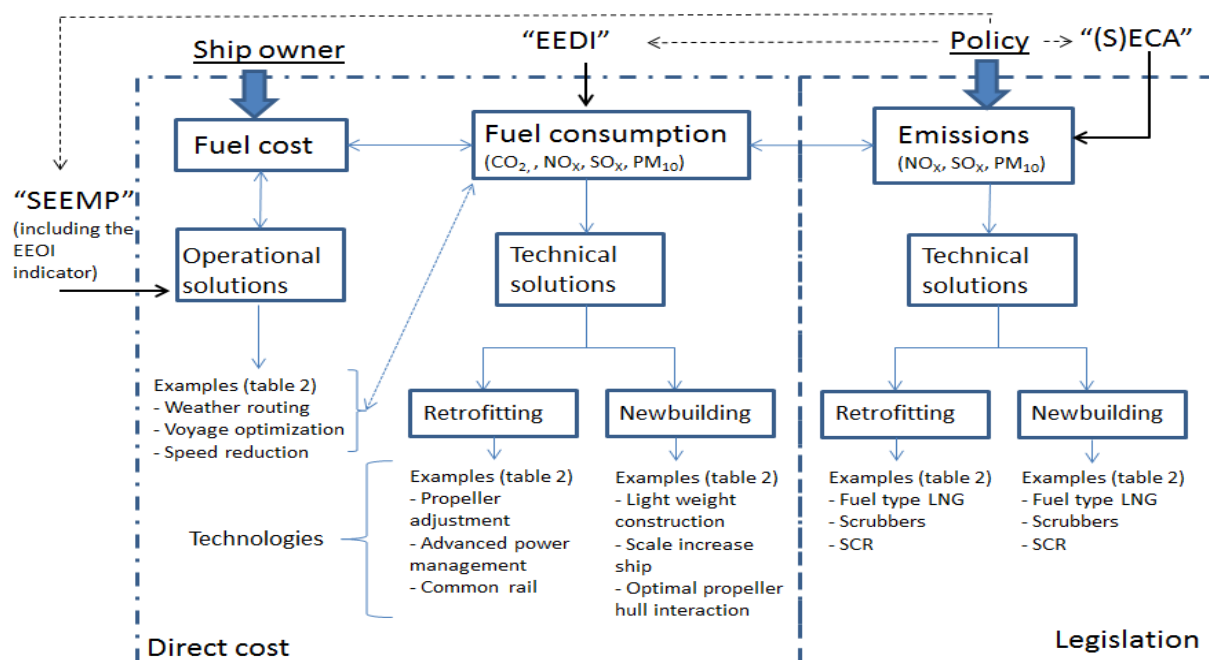 Ship owner
“EEDI”
Policy
“(S)ECA”
Fuel cost
Fuel consumption
(CO2, , NOX, SOX, PM10)
Emissions
(NOX, SOX, PM10)
“SEEMP”
(including the
EEOI
indicator)
Operational
solutions
Technical
solutions
Technical
solutions
Examples (table 2)
- Weather routing
- Voyage optimization
- Speed reduction
Retrofitting
Newbuilding
Retrofitting
Newbuilding
Technologies
Examples (table 2)
- Propeller
adjustment
- Advanced power
management
- Common rail
Examples (table 2)
- Light weight
construction
- Scale increase
ship
- Optimal propeller
hull interaction
Examples (table 2)
- Fuel type LNG
- Scrubbers
- SCR
Examples (table 2)
- Fuel type LNG
- Scrubbers
- SCR
Direct cost
Legislation